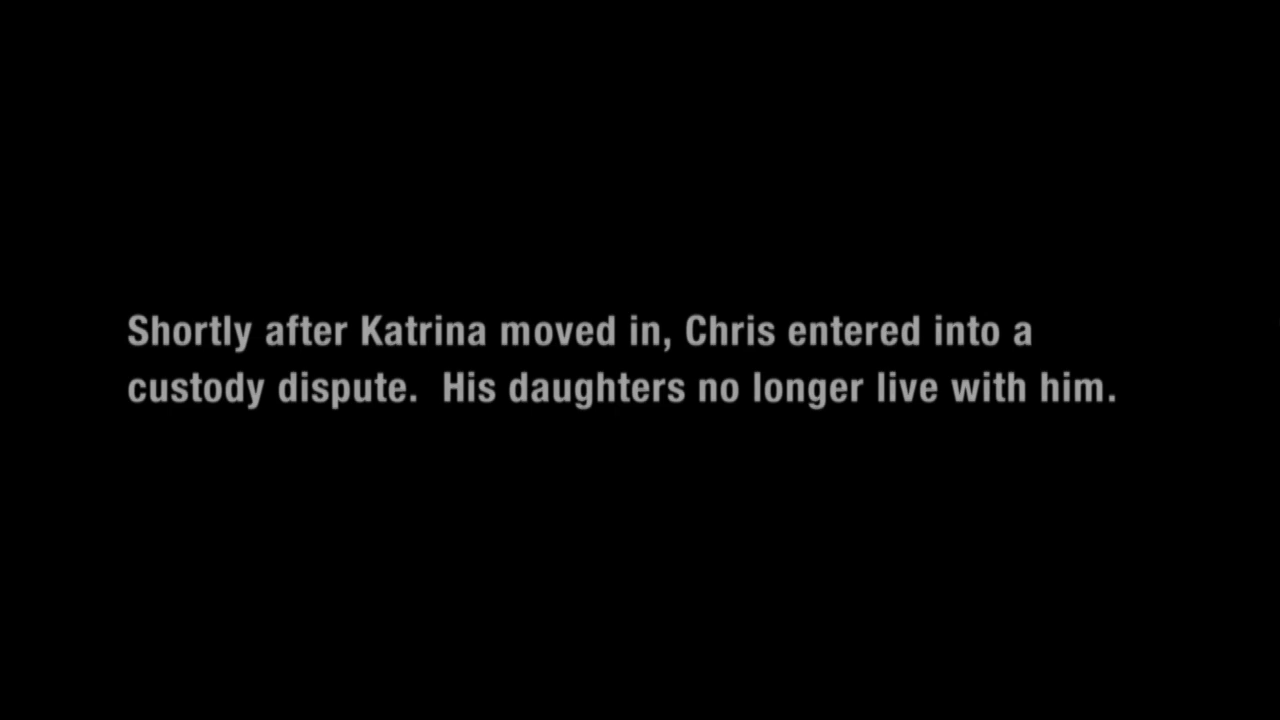 Shortly after Katrina moved in, Chris entered into a
custody dispute.  His daughters no longer live with him.